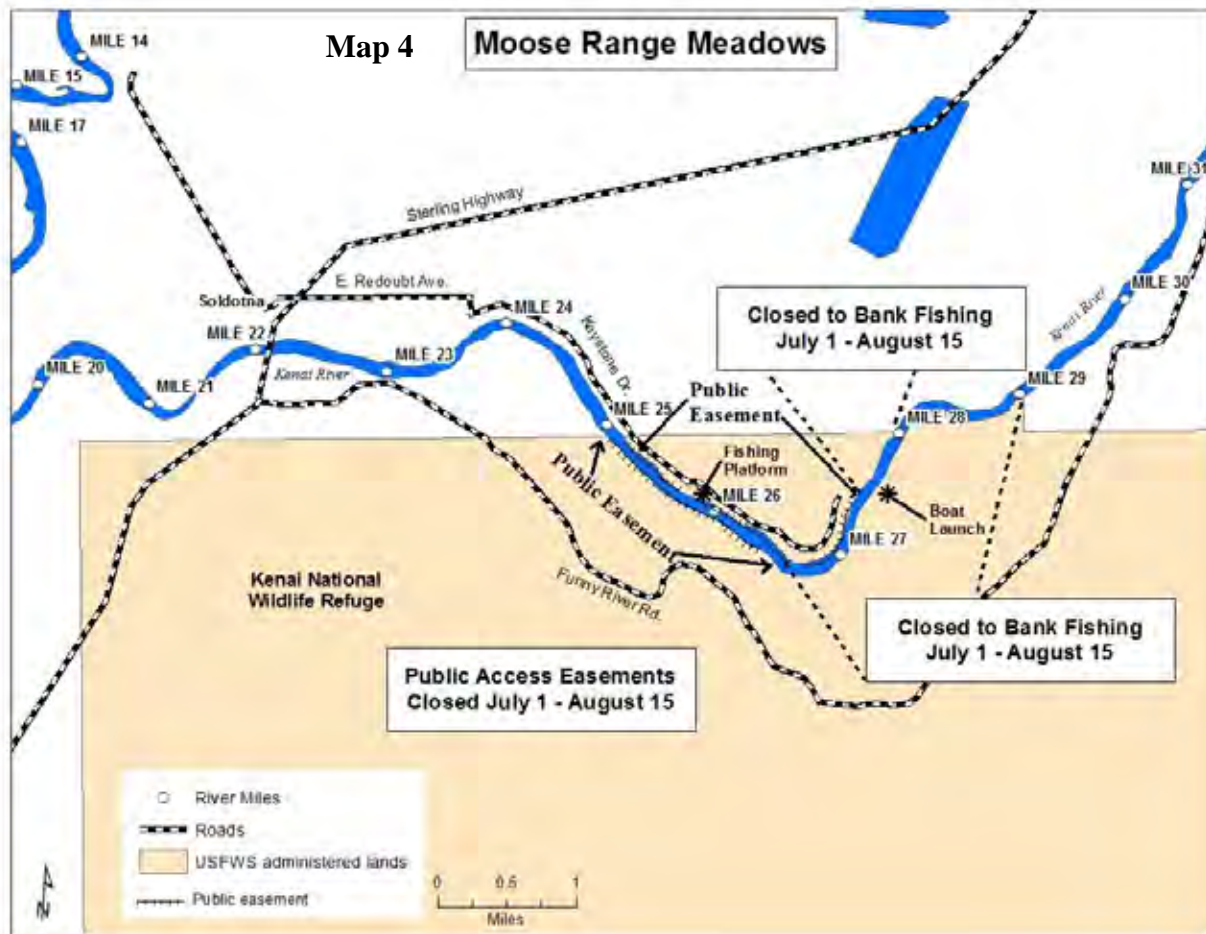 Map 4
Moose Range Meadows
MILE 14
MILE 15
MILE 17
MILE 31
Sterling Highway
E. Redoubt Ave.
Soldotna
MILE 24
MILE 30
Closed to Bank Fishing
July 1 - August 15
Kenai River
Keystone Dr.
MILE 22
MILE 23
Kenai River
MILE 20
MILE 21
MILE 29
Public
Easement
MILE 25
MILE 28
Fishing
Platform
Public Easement
MILE 26
Boat
Launch
MILE 27
Kenai National
Wildlife Refuge
Funny River Rd.
Closed to Bank Fishing
July 1 - August 15
Public Access Easements
Closed July 1 - August 15
River Miles
Roads
USFWS administered lands
Public easement
N
0 0.5 1
Miles